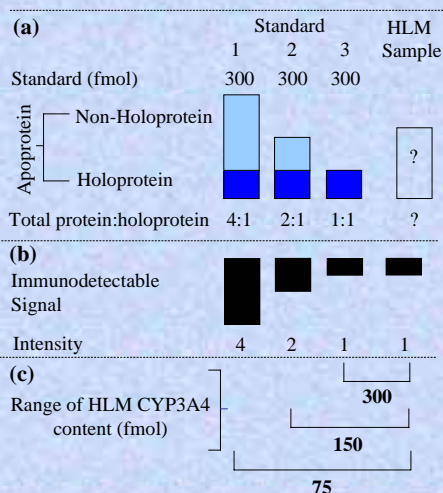 (a) Standard HLM
1 2 3 Sample
Standard (fmol) 300 300 300
Apoprotein
Non-Holoprotein
?
Holoprotein
Total protein:holoprotein 4:1 2:1 1:1 ?
(b)
Immunodetectable
Signal
Intensity 4 2 1 1
(c)
300
Range of HLM CYP3A4
content (fmol)
150
75